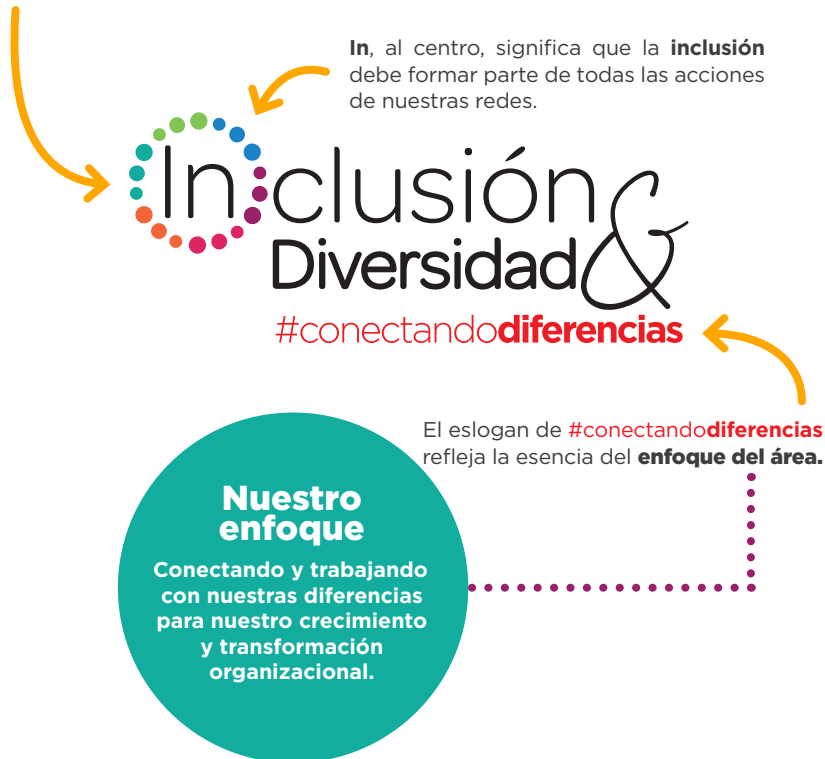 In, al centro, significa que la inclusión
debe formar parte de todas las acciones
de nuestras redes.
Inclusión &
Diversidad
#conectandodiferencias
El eslogan de #conectandodiferencias
refleja la esencia del enfoque del área.
Nuestro
enfoque
Conectando y trabajando
con nuestras diferencias
para nuestro crecimiento
y transformación
organizacional.